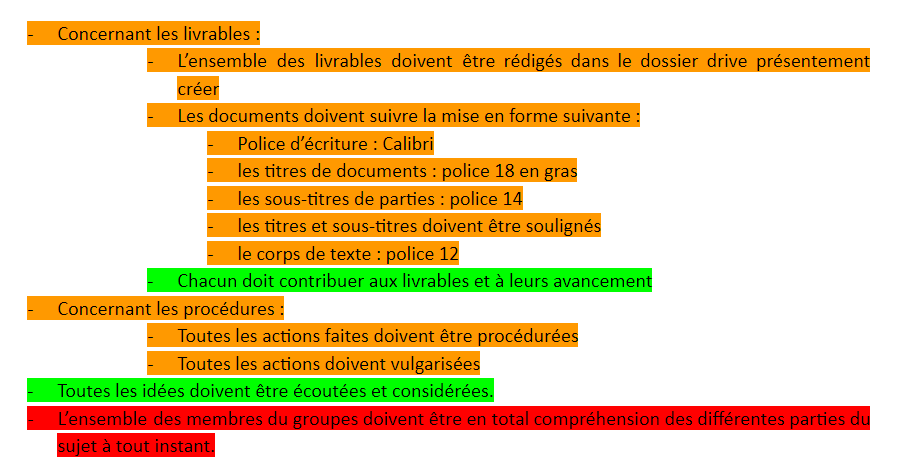 - Concernant les livrables :
- L'ensemble des livrables doivent être rédigés dans le dossier drive présentement
créer
- Les documents doivent suivre la mise en forme suivante :
- Police d'écriture : Calibri
- les titres de documents : police 18 en gras
- les sous-titres de parties : police 14
- les titres et sous-titres doivent être soulignés
- le corps de texte : police 12
- Chacun doit contribuer aux livrables et à leurs avancement
- Concernant les procédures :
- Toutes les actions faites doivent être procédurées
- Toutes les actions doivent vulgarisées
- Toutes les idées doivent être écoutées et considérées.
- L'ensemble des membres du groupes doivent être en total compréhension des différentes parties du
sujet à tout instant.